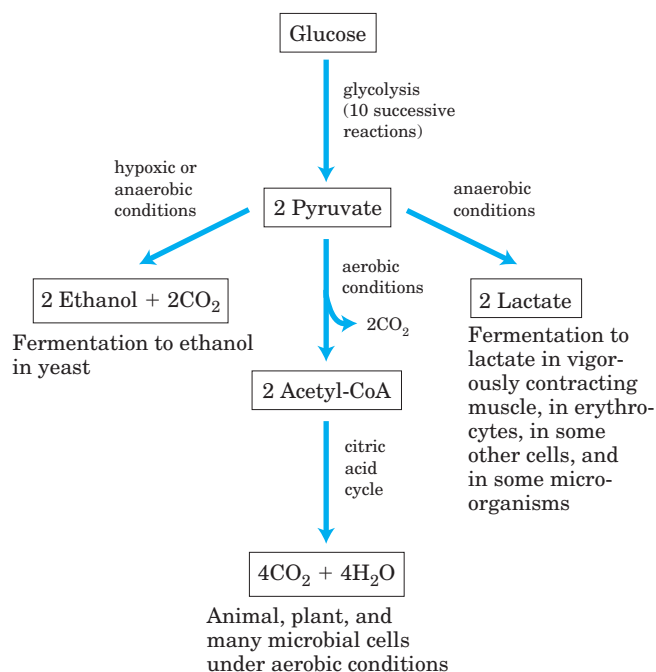 Glucose
glycolysis
(10 successive
reactions)
hypoxic or
anaerobic
conditions
2 Pyruvate
anaerobic
conditions
2 Ethanol + 2CO₂
Fermentation to ethanol
in yeast
aerobic
conditions
2CO₂
2 Lactate
Fermentation to
lactate in vigor-
ously contracting
muscle, in erythro-
cytes, in some
other cells, and
in some micro-
organisms
2 Acetyl-CoA
citric
acid
cycle
4CO₂ + 4H₂O
Animal, plant, and
many microbial cells
under aerobic conditions